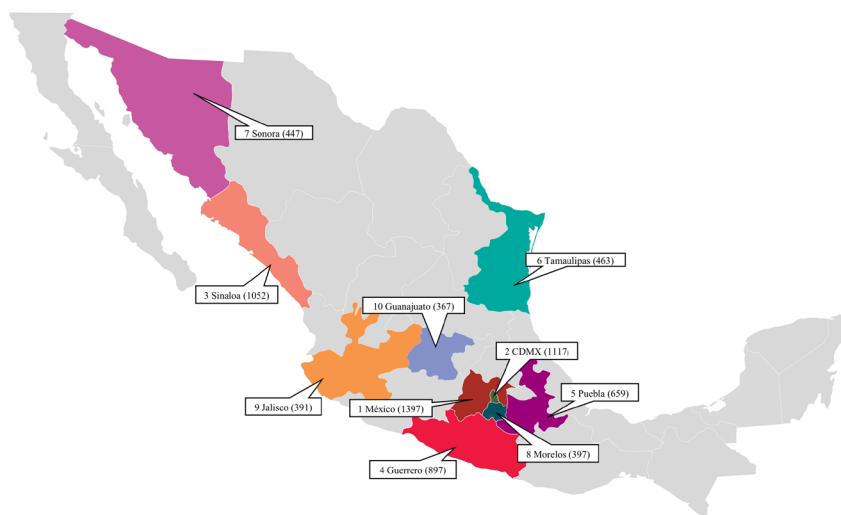 7 Sonora (447)
6 Tamaulipas (463)
3 Sinaloa (1052)
10 Guanajuato (367)
2 CDMX (1117)
5 Puebla (659)
9 Jalisco (391)
1 México (1397)
8 Morelos (397)
4 Guerrero (897)